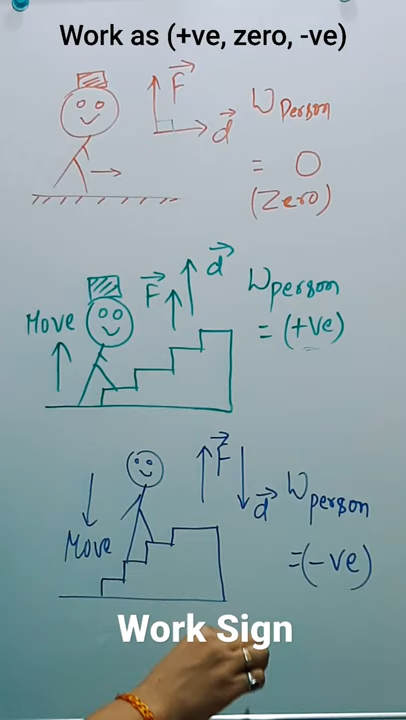 Work as (+ve, zero, -ve)
F
d
W person
= 0
(Zero)
d
F
W person
= (+ve)
Move
F
d
W person
= (-ve)
Move
Work Sign